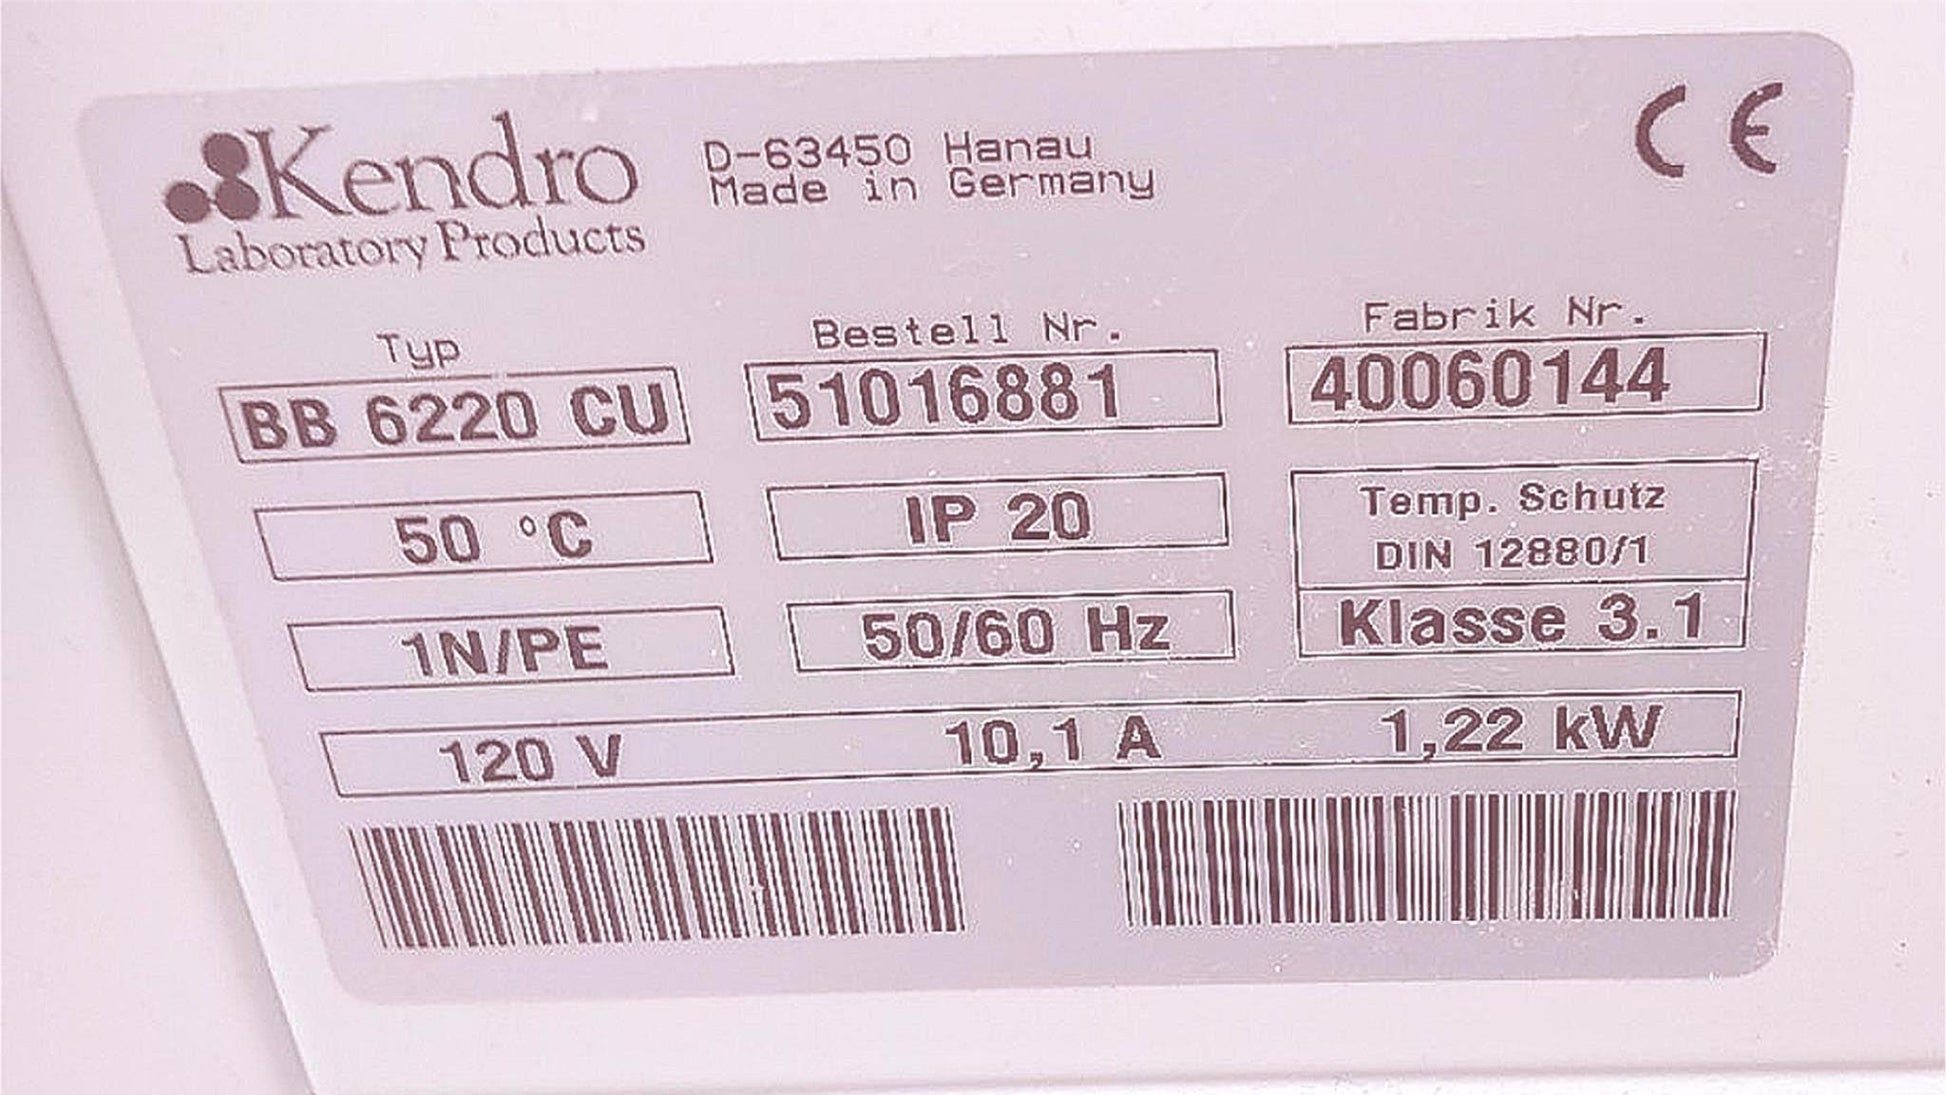 Kendro
Laboratory Products
D-63450 Hanau
Made in Germany
CE
Typ
BB 6220 CU
Bestell Nr.
51016881
Fabrik Nr.
40060144
50 °C
IP 20
Temp. Schutz
DIN 12880/1
Klasse 3.1
1N/PE
50/60 Hz
120 V 10,1 A 1,22 kW